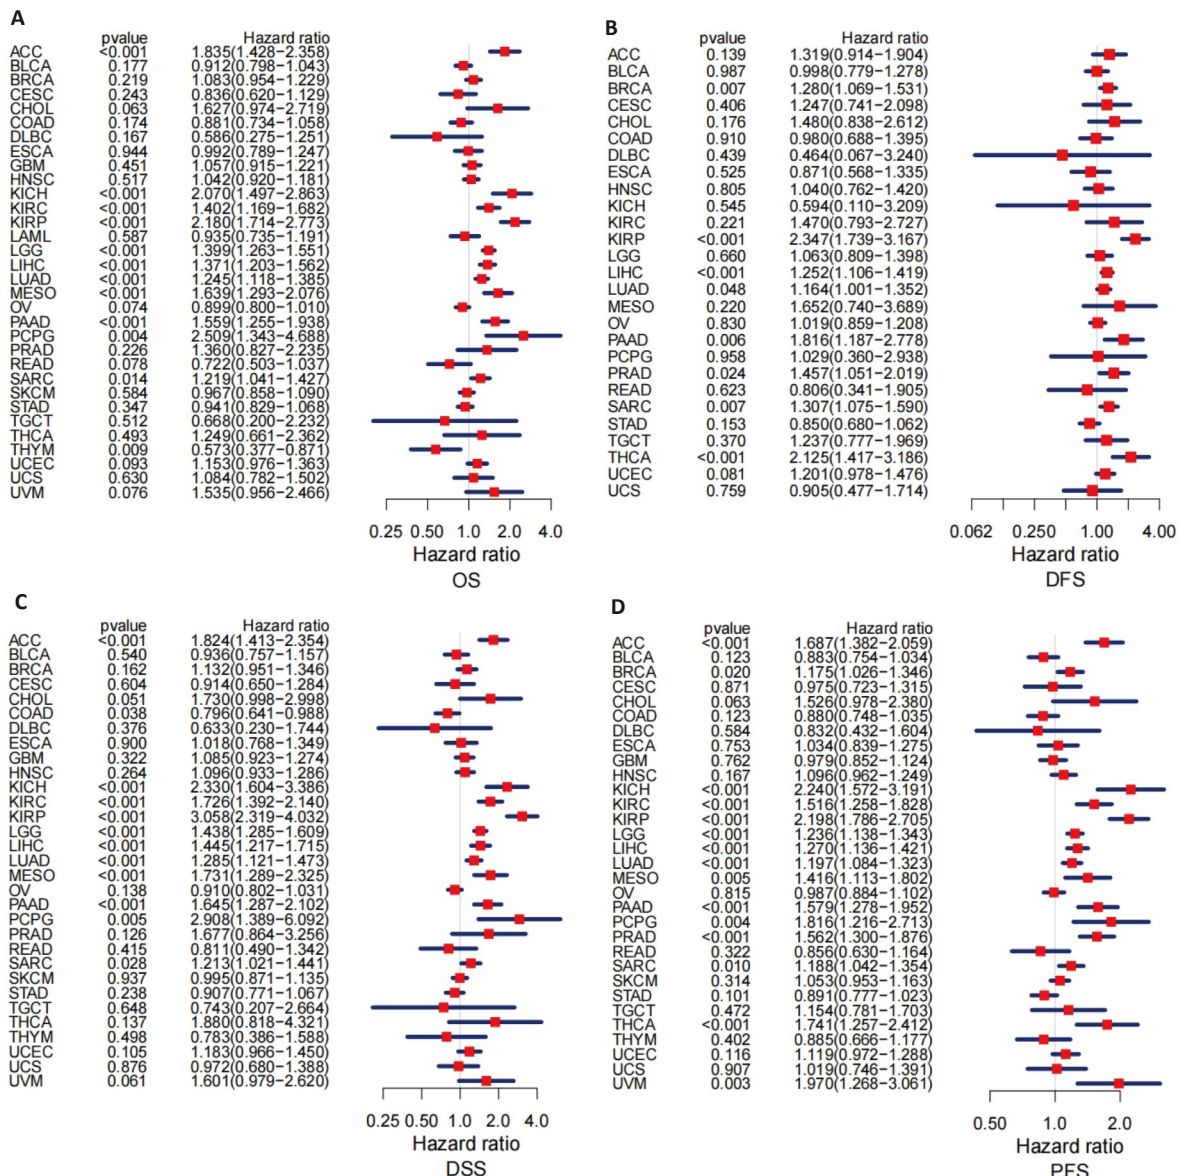 A
pvalue Hazard ratio
ACC <0.001 1.835(1.428−2.358)
BLCA 0.177 0.912(0.798−1.043)
BRCA 0.219 1.083(0.954−1.229)
CESC 0.243 0.836(0.620−1.129)
CHOL 0.063 1.627(0.974−2.719)
COAD 0.174 0.881(0.734−1.058)
DLBC 0.167 0.586(0.275−1.251)
ESCA 0.944 0.992(0.789−1.247)
GBM 0.451 1.057(0.915−1.221)
HNSC 0.517 1.042(0.920−1.181)
KICH <0.001 2.070(1.497−2.863)
KIRC <0.001 1.402(1.169−1.682)
KIRP <0.001 2.180(1.714−2.773)
LAML 0.587 0.935(0.735−1.191)
LGG <0.001 1.399(1.263−1.551)
LIHC <0.001 1.371(1.203−1.562)
LUAD <0.001 1.245(1.118−1.385)
MESO <0.001 1.639(1.293−2.076)
OV 0.074 0.899(0.800−1.010)
PAAD <0.001 1.559(1.255−1.938)
PCPG 0.004 2.509(1.343−4.688)
PRAD 0.226 1.360(0.827−2.235)
READ 0.078 0.722(0.503−1.037)
SARC 0.014 1.219(1.041−1.427)
SKCM 0.584 0.967(0.858−1.090)
STAD 0.347 0.941(0.829−1.068)
TGCT 0.512 0.668(0.200−2.232)
THCA 0.493 1.249(0.661−2.362)
THYM 0.009 0.573(0.377−0.871)
UCEC 0.093 1.153(0.976−1.363)
UCS 0.630 1.084(0.782−1.502)
UVM 0.076 1.535(0.956−2.466)
0.25 0.50 1.0 2.0 4.0
Hazard ratio
OS
B
pvalue Hazard ratio
ACC 0.139 1.319(0.914−1.904)
BLCA 0.987 0.998(0.779−1.278)
BRCA 0.007 1.280(1.069−1.531)
CESC 0.406 1.247(0.741−2.098)
CHOL 0.176 1.480(0.838−2.612)
COAD 0.910 0.980(0.688−1.395)
DLBC 0.439 0.464(0.067−3.240)
ESCA 0.525 0.871(0.568−1.335)
HNSC 0.805 1.040(0.762−1.420)
KICH 0.545 0.594(0.110−3.209)
KIRC 0.221 1.470(0.793−2.727)
KIRP <0.001 2.347(1.739−3.167)
LGG 0.660 1.063(0.809−1.398)
LIHC <0.001 1.252(1.106−1.419)
LUAD 0.048 1.164(1.001−1.352)
MESO 0.220 1.652(0.740−3.689)
OV 0.830 1.019(0.859−1.208)
PAAD 0.006 1.816(1.187−2.778)
PCPG 0.958 1.029(0.360−2.938)
PRAD 0.024 1.457(1.051−2.019)
READ 0.623 0.806(0.341−1.905)
SARC 0.007 1.307(1.075−1.590)
STAD 0.153 0.850(0.680−1.062)
TGCT 0.370 1.237(0.777−1.969)
THCA <0.001 2.125(1.417−3.186)
UCEC 0.081 1.201(0.978−1.476)
UCS 0.759 0.905(0.477−1.714)
0.062 0.250 1.00 4.00
Hazard ratio
DFS
C
pvalue Hazard ratio
ACC <0.001 1.824(1.413−2.354)
BLCA 0.540 0.936(0.757−1.157)
BRCA 0.162 1.132(0.951−1.346)
CESC 0.604 0.914(0.650−1.284)
CHOL 0.051 1.730(0.998−2.998)
COAD 0.038 0.796(0.641−0.988)
DLBC 0.376 0.633(0.230−1.744)
ESCA 0.900 1.018(0.768−1.349)
GBM 0.322 1.085(0.923−1.274)
HNSC 0.264 1.096(0.933−1.286)
KICH <0.001 2.330(1.604−3.386)
KIRC <0.001 1.726(1.392−2.140)
KIRP <0.001 3.058(2.319−4.032)
LGG <0.001 1.438(1.285−1.609)
LIHC <0.001 1.445(1.217−1.715)
LUAD <0.001 1.285(1.121−1.473)
MESO <0.001 1.731(1.289−2.325)
OV 0.138 0.910(0.802−1.031)
PAAD <0.001 1.645(1.287−2.102)
PCPG 0.005 2.908(1.389−6.092)
PRAD 0.126 1.677(0.864−3.256)
READ 0.415 0.811(0.490−1.342)
SARC 0.028 1.213(1.021−1.441)
SKCM 0.937 0.995(0.871−1.135)
STAD 0.238 0.907(0.771−1.067)
TGCT 0.648 0.743(0.207−2.664)
THCA 0.137 1.880(0.818−4.321)
THYM 0.498 0.783(0.386−1.588)
UCEC 0.105 1.183(0.966−1.450)
UCS 0.876 0.972(0.680−1.388)
UVM 0.061 1.601(0.979−2.620)
0.25 0.50 1.0 2.0 4.0
Hazard ratio
DSS
D
pvalue Hazard ratio
ACC <0.001 1.687(1.382−2.059)
BLCA 0.123 0.883(0.754−1.034)
BRCA 0.020 1.175(1.026−1.346)
CESC 0.871 0.975(0.723−1.315)
CHOL 0.063 1.526(0.978−2.380)
COAD 0.123 0.880(0.748−1.035)
DLBC 0.584 0.832(0.432−1.604)
ESCA 0.753 1.034(0.839−1.275)
GBM 0.762 0.979(0.852−1.124)
HNSC 0.167 1.096(0.962−1.249)
KICH <0.001 2.240(1.572−3.191)
KIRC <0.001 1.516(1.258−1.828)
KIRP <0.001 2.198(1.786−2.705)
LGG <0.001 1.236(1.138−1.343)
LIHC <0.001 1.270(1.136−1.421)
LUAD <0.001 1.197(1.084−1.323)
MESO 0.005 1.416(1.113−1.802)
OV 0.815 0.987(0.884−1.102)
PAAD <0.001 1.579(1.278−1.952)
PCPG 0.004 1.816(1.216−2.713)
PRAD <0.001 1.562(1.300−1.876)
READ 0.322 0.856(0.630−1.164)
SARC 0.010 1.188(1.042−1.354)
SKCM 0.314 1.053(0.953−1.163)
STAD 0.101 0.891(0.777−1.023)
TGCT 0.472 1.154(0.781−1.703)
THCA <0.001 1.741(1.257−2.412)
THYM 0.402 0.885(0.666−1.177)
UCEC 0.116 1.119(0.972−1.288)
UCS 0.907 1.019(0.746−1.391)
UVM 0.003 1.970(1.268−3.061)
0.50 1.0 2.0
Hazard ratio
PFS